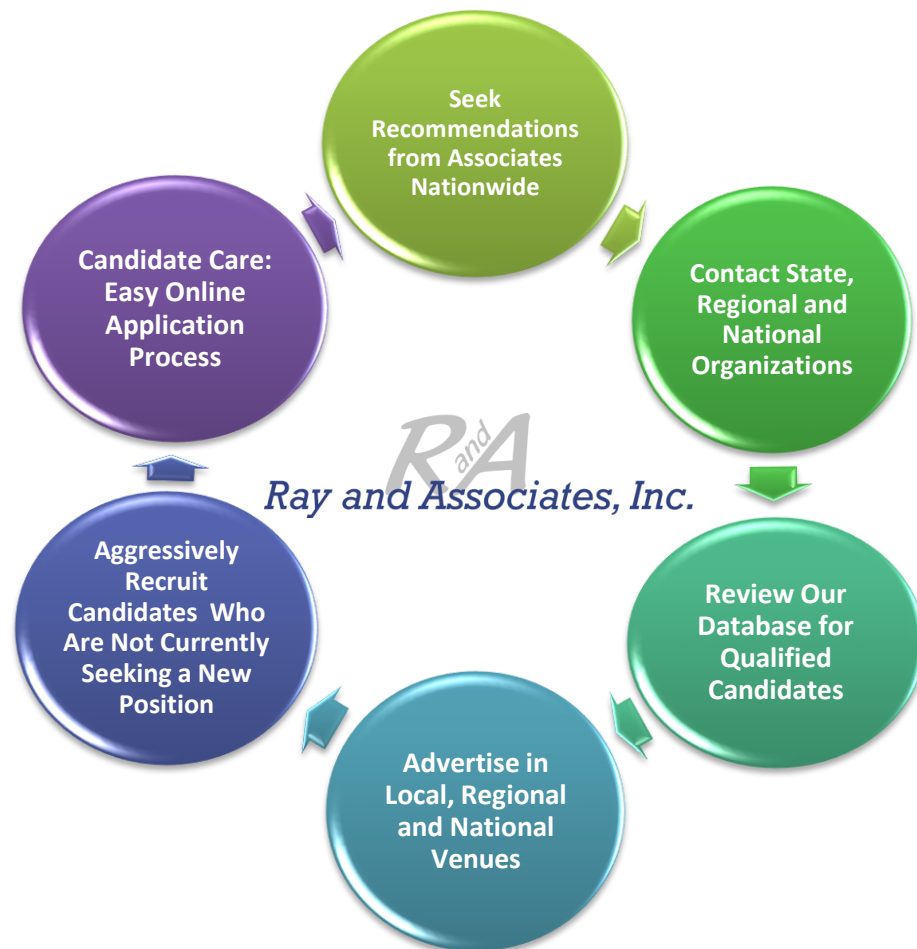 Seek
Recommendations
from Associates
Nationwide
Contact State,
Regional and
National
Organizations
Review Our
Database for
Qualified
Candidates
Advertise in
Local, Regional
and National
Venues
Aggressively
Recruit
Candidates Who
Are Not Currently
Seeking a New
Position
Candidate Care:
Easy Online
Application
Process
R and A
Ray and Associates, Inc.